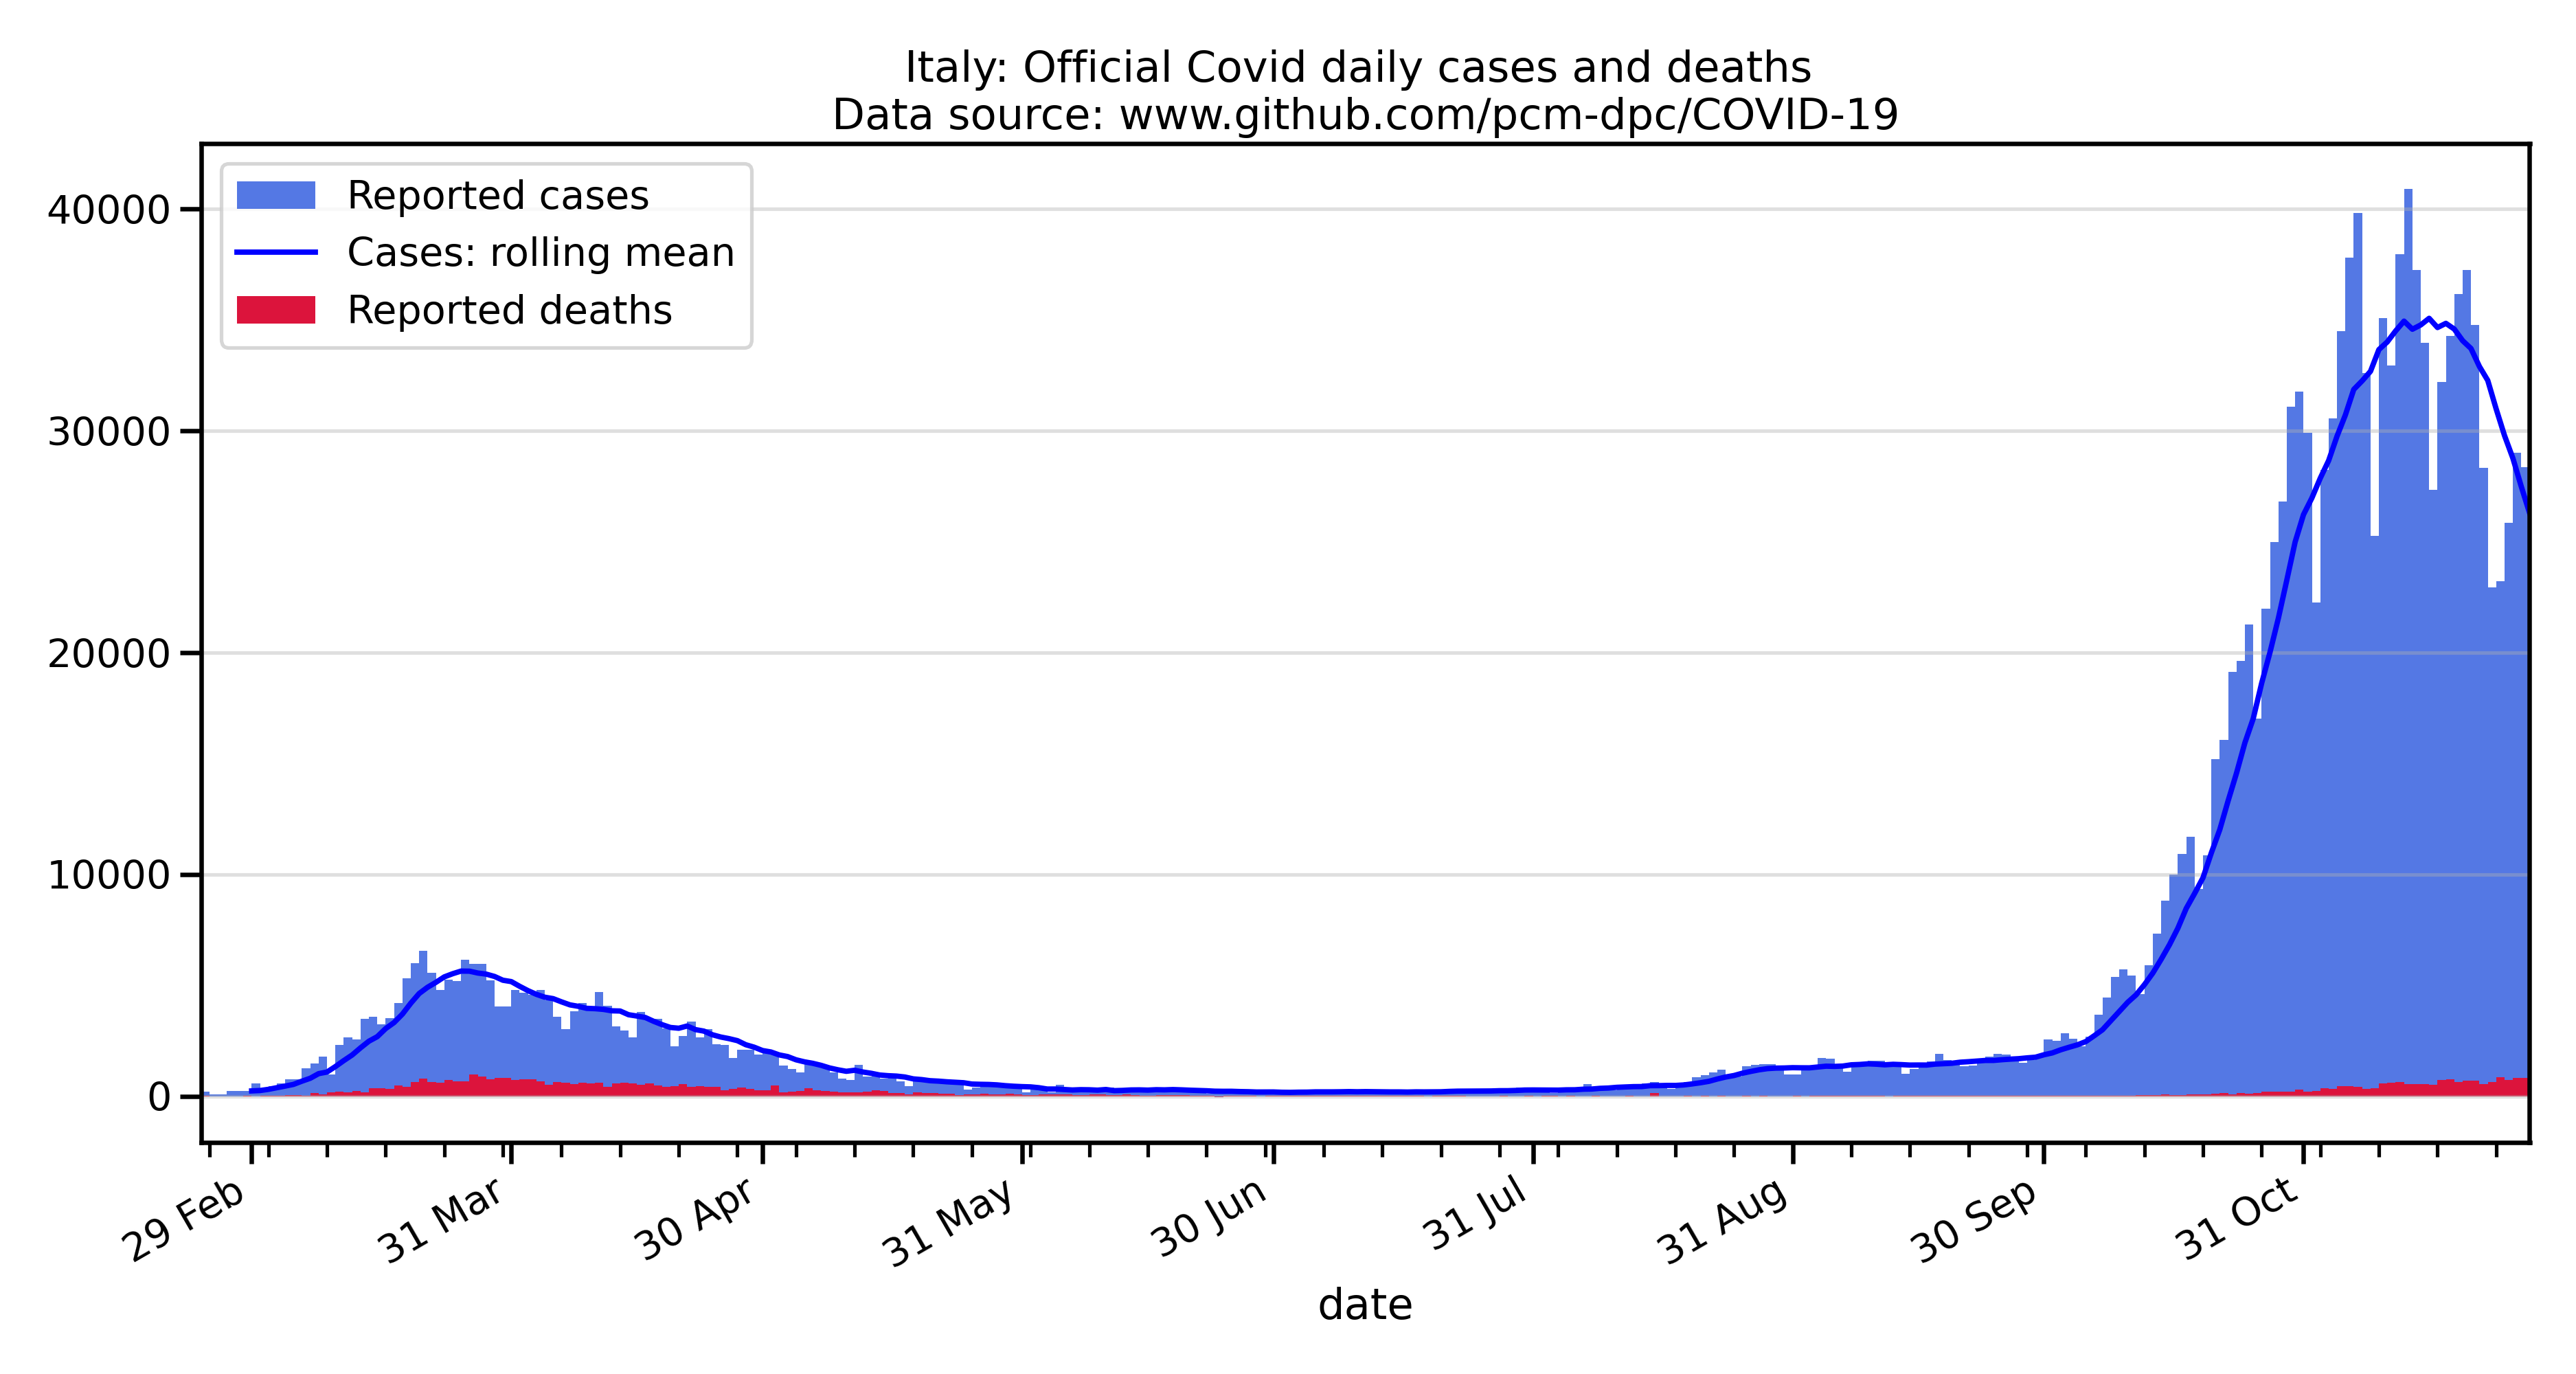 Italy: Official Covid daily cases and deaths
Data source: www.github.com/pcm-dpc/COVID-19
Reported cases
Cases: rolling mean
Reported deaths
40000
30000
20000
10000
0
29 Feb
31 Mar
30 Apr
31 May
30 Jun
31 Jul
31 Aug
30 Sep
31 Oct
date